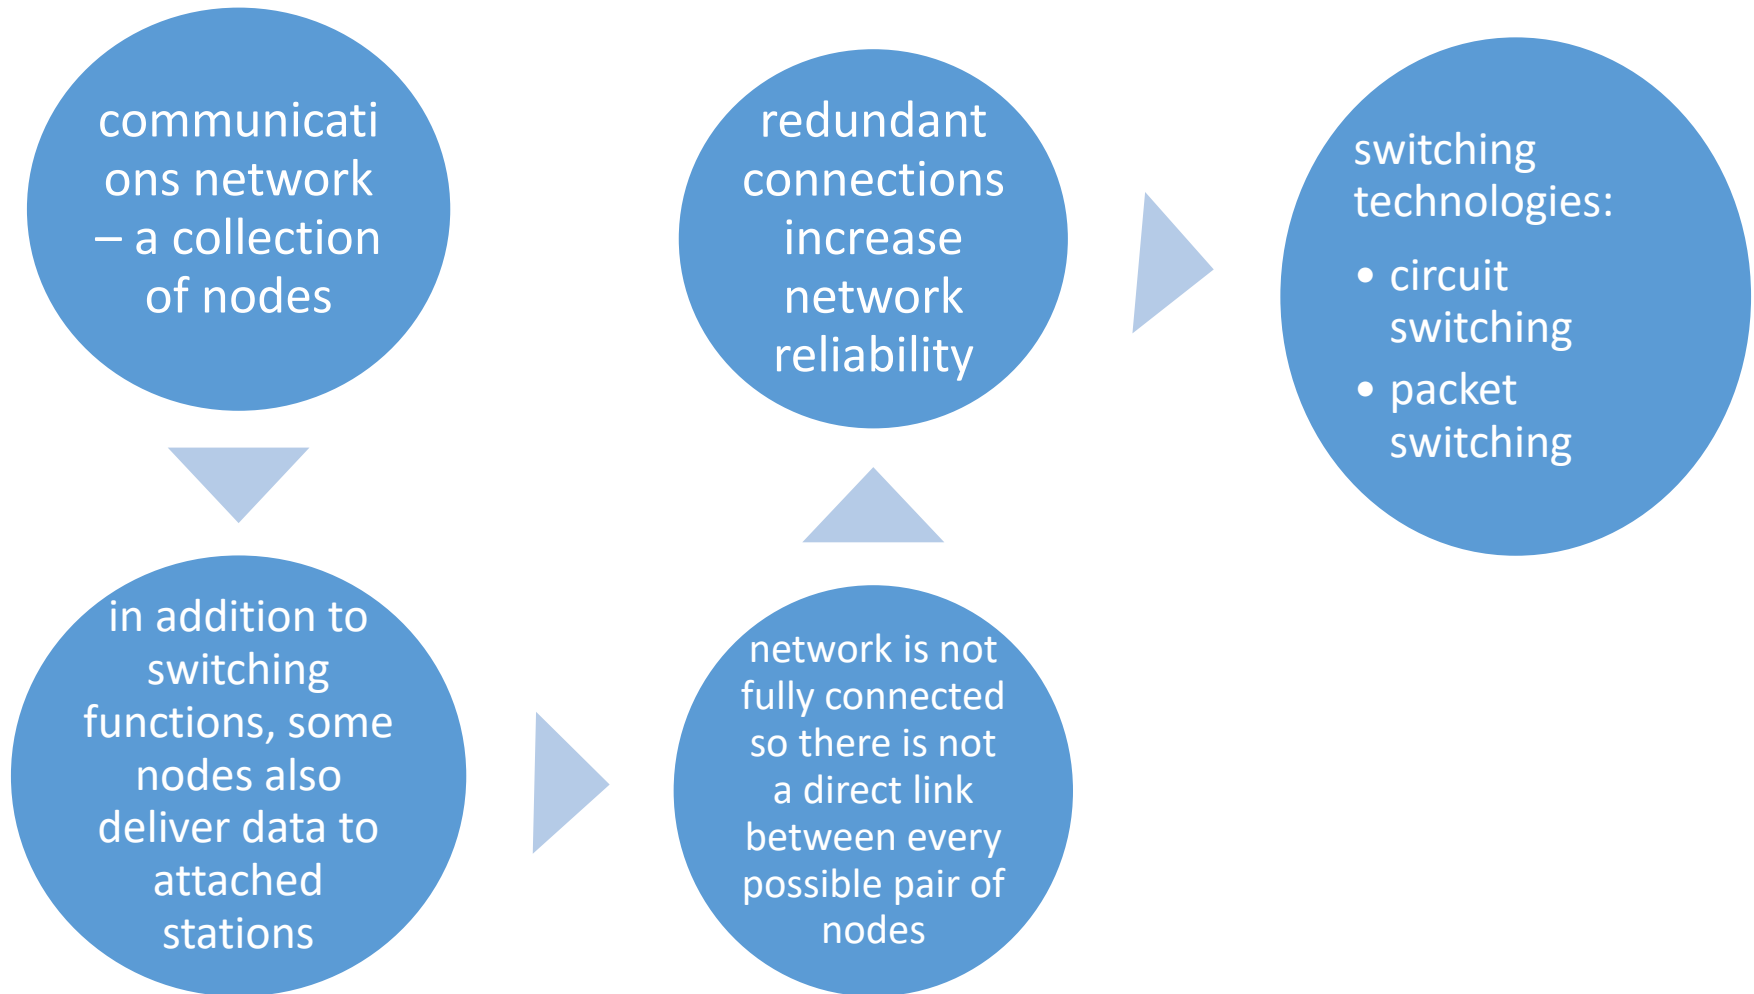 communicati
ons network
– a collection
of nodes
in addition to
switching
functions, some
nodes also
deliver data to
attached
stations
network is not
fully connected
so there is not
a direct link
between every
possible pair of
nodes
redundant
connections
increase
network
reliability
switching
technologies:
• circuit
switching
• packet
switching